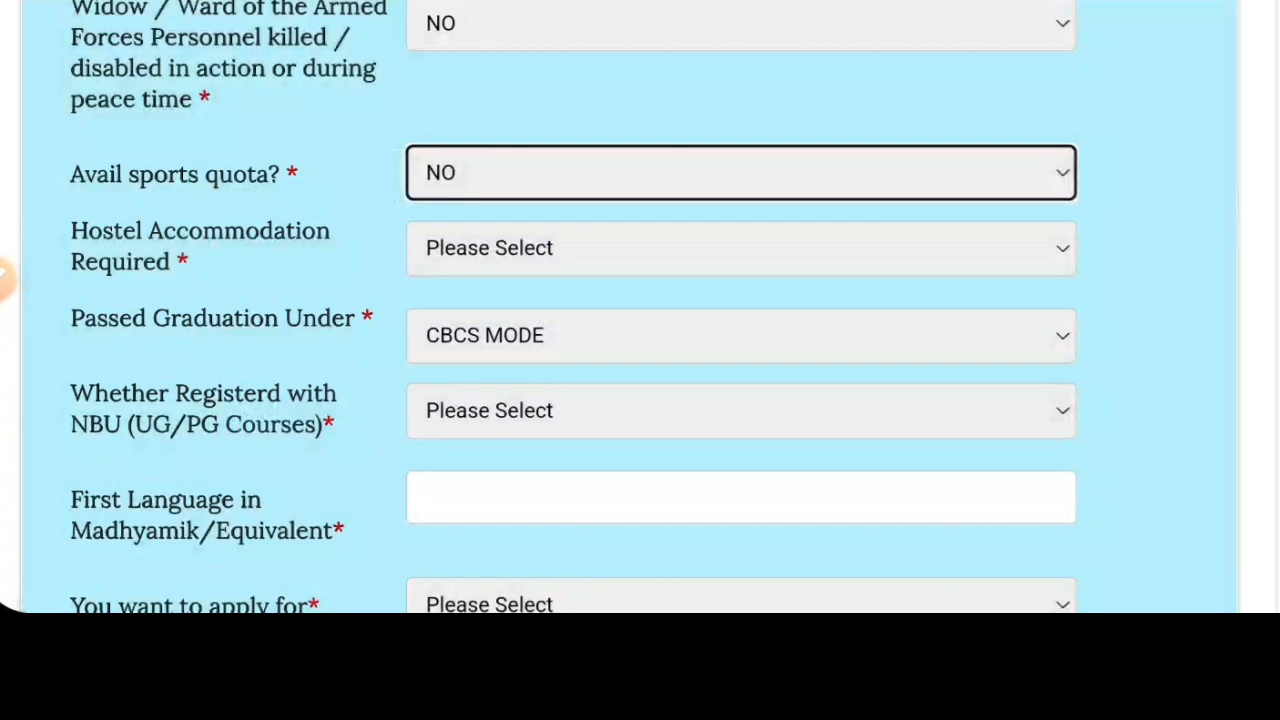 Widow / Ward of the Armed
Forces Personnel killed /
disabled in action or during
peace time *
NO
Avail sports quota? *
NO
Hostel Accommodation
Required *
Please Select
Passed Graduation Under *
CBCS MODE
Whether Registerd with
NBU (UG/PG Courses)*
Please Select
First Language in
Madhyamik/Equivalent*
You want to apply for*
Please Select